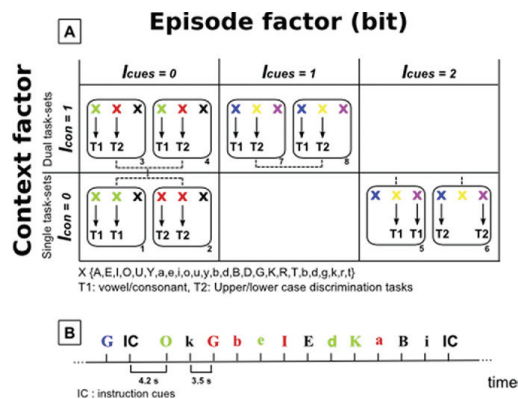 Episode factor (bit)
A
Icues = 0 Icues = 1 Icues = 2
Context factor
Dual task-sets
Icon = 1
X X X X X X X X X X X X
T1 T2 T1 T2 T1 T2 T1 T2
3 4 7 8
Single task-sets
Icon = 0
X X X X X X X X X X X X
T1 T1 T2 T2 T1 T1 T2 T2
1 2 5 6
X {A,E,I,O,U,Y,a,e,i,o,u,y,b,d,B,D,G,K,R,T,b,d,g,k,r,t}
T1: vowel/consonant, T2: Upper/lower case discrimination tasks
B
G IC O k G b e I E d K a B i IC
4.2 s 3.5 s
time
IC : instruction cues